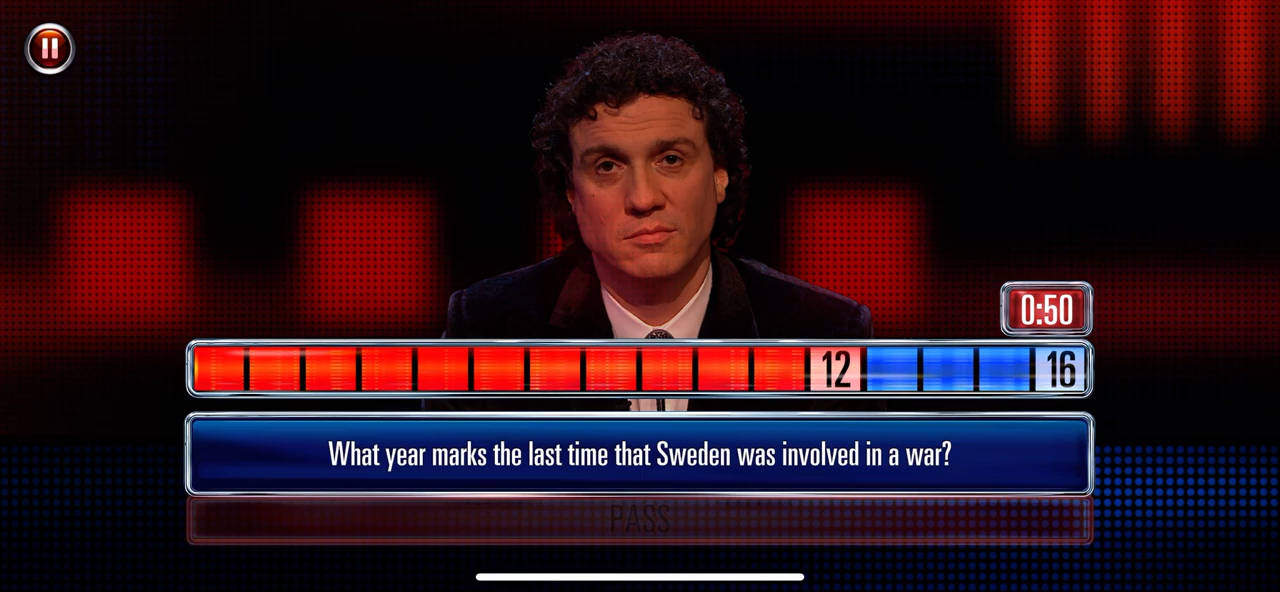 0:50
12 16
What year marks the last time that Sweden was involved in a war?
PASS